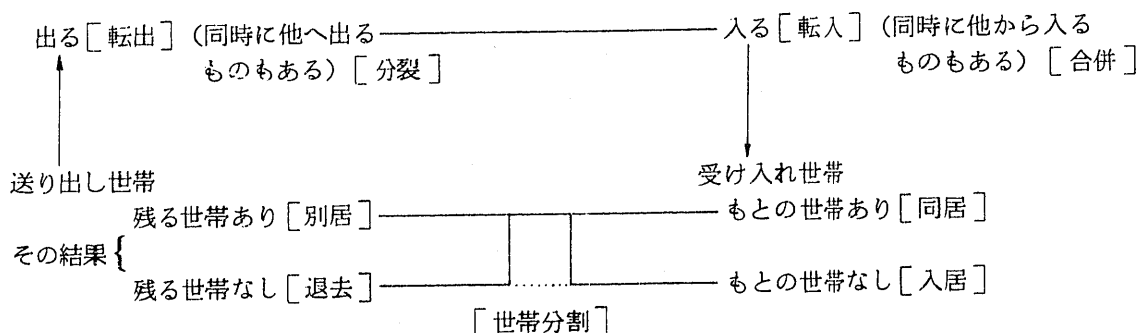 出る[転出](同時に他へ出る
ものもある)[分裂]
入る[転入](同時に他から入る
ものもある)[合併]
送り出し世帯
受け入れ世帯
残る世帯あり[別居]
もとの世帯あり[同居]
その結果{
残る世帯なし[退去]
もとの世帯なし[入居]
[世帯分割]